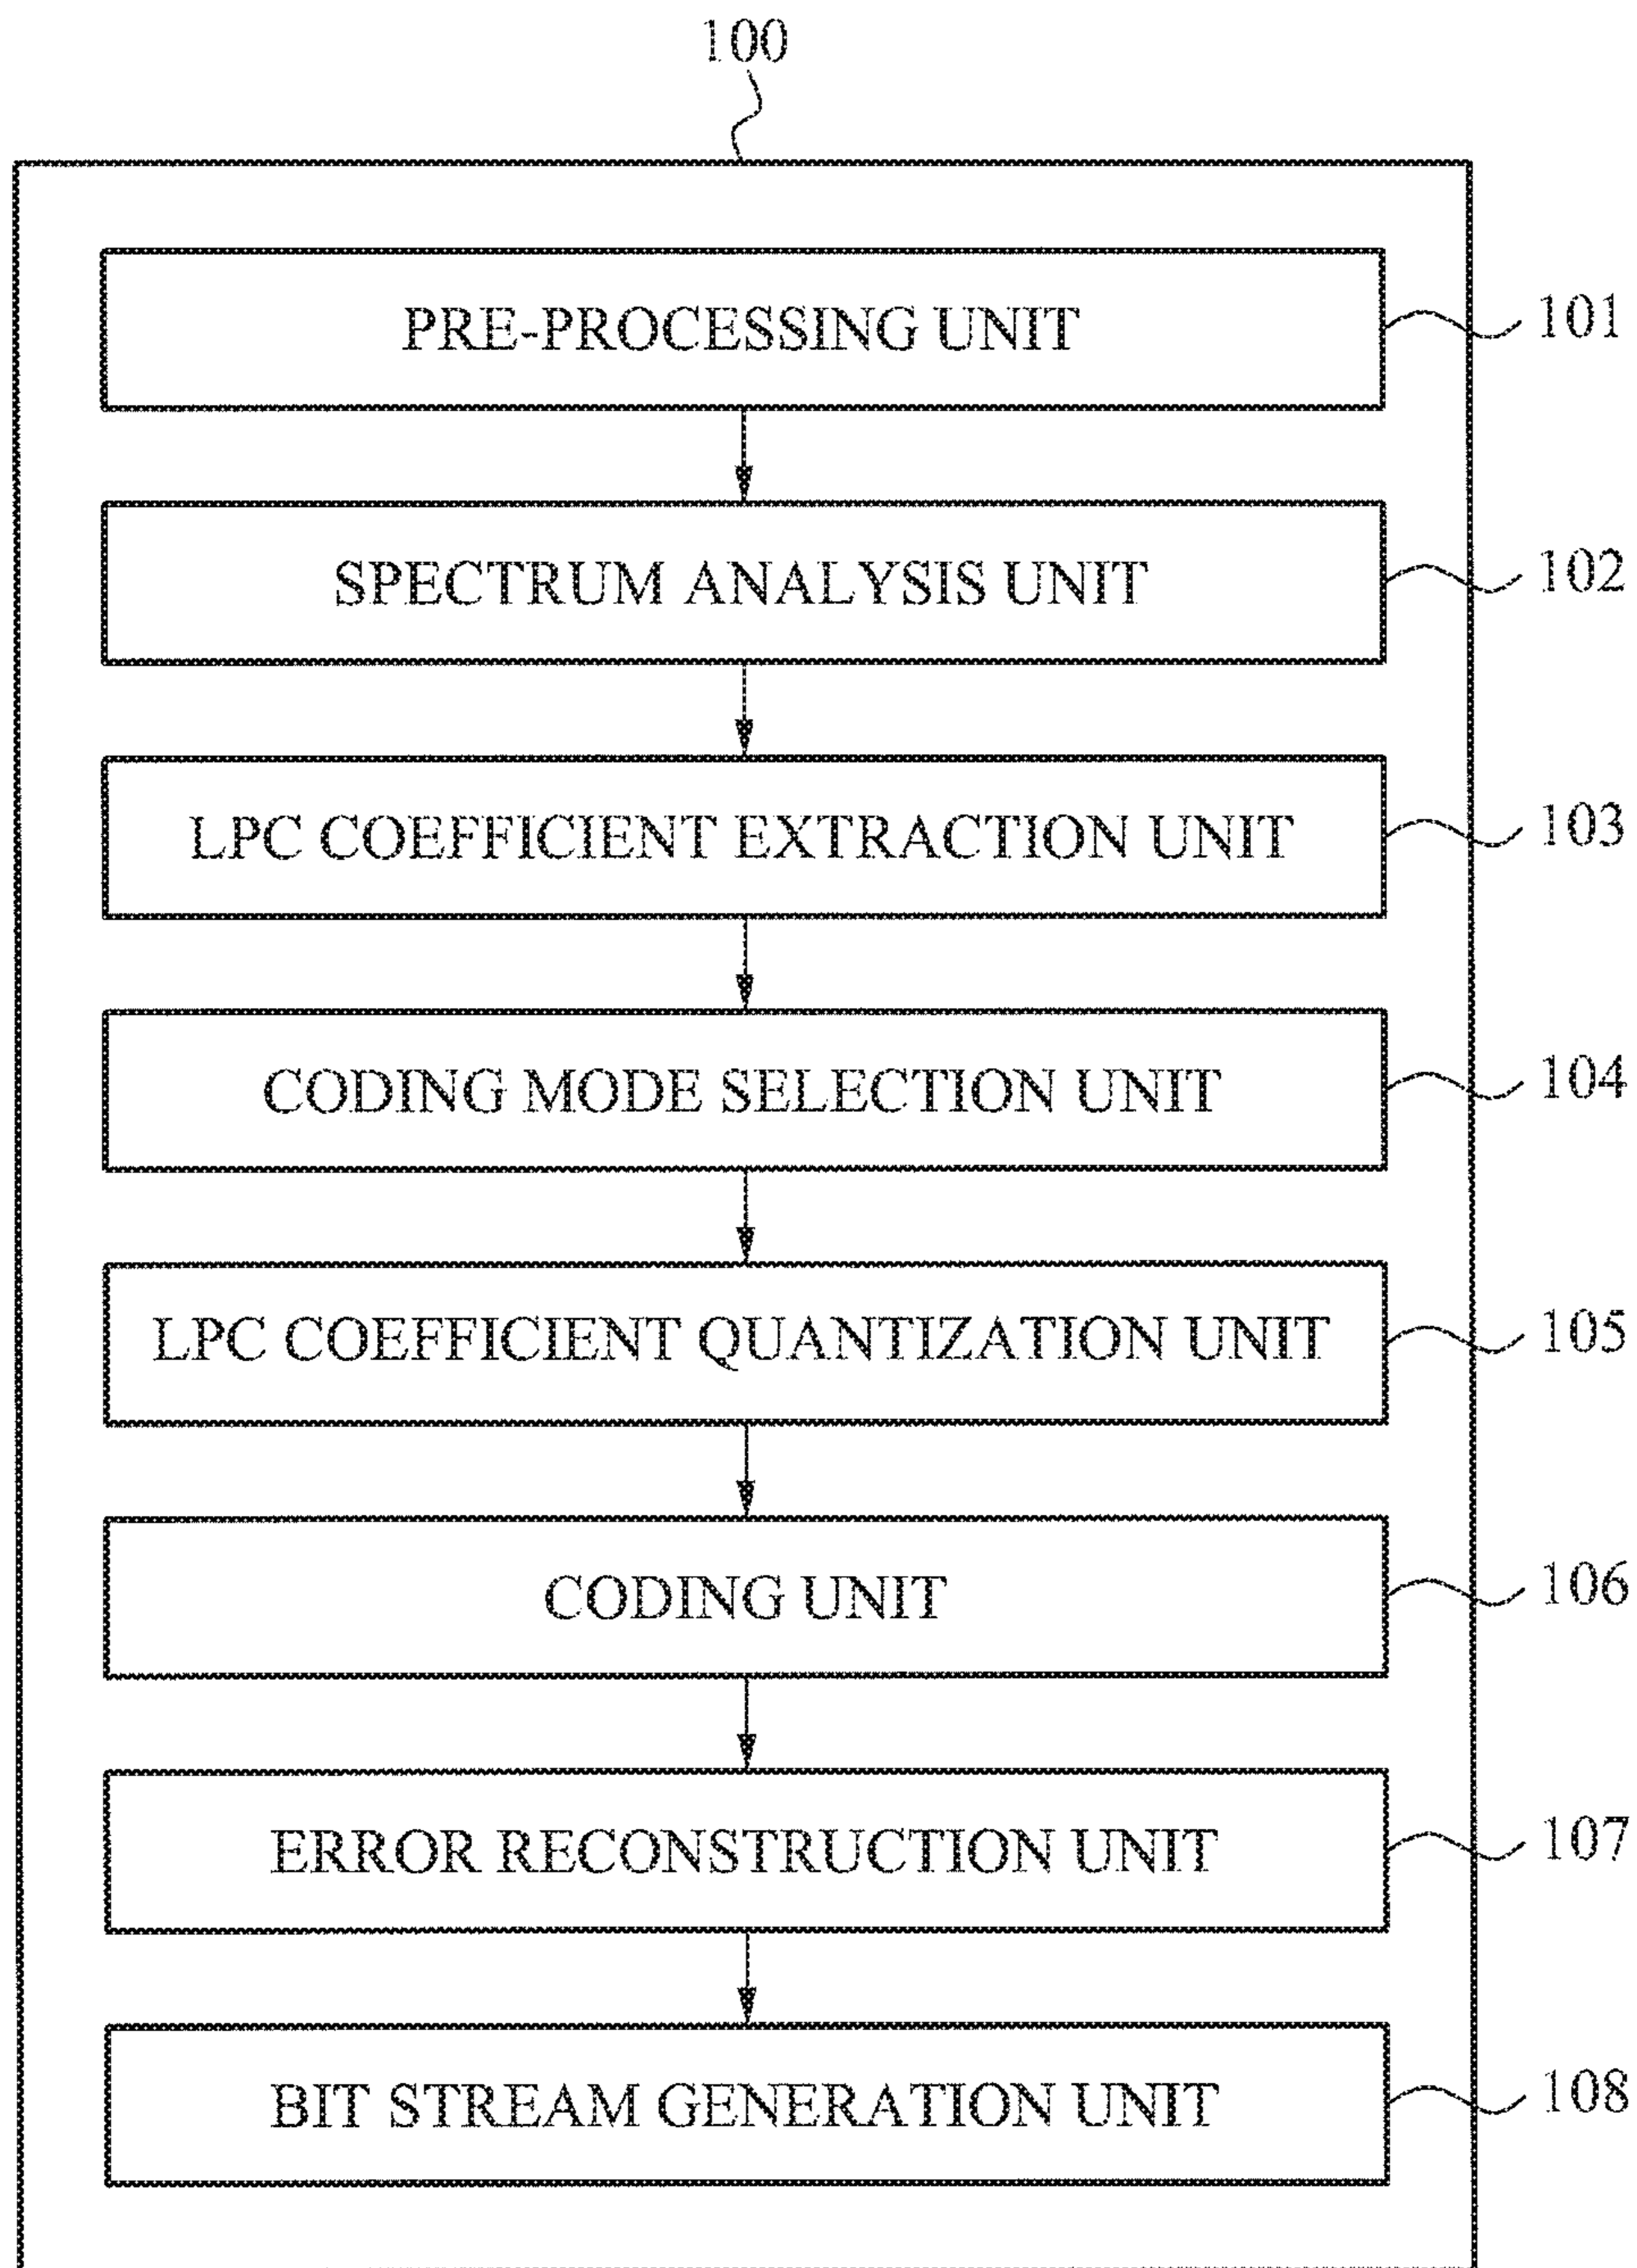 100
PRE-PROCESSING UNIT 101
SPECTRUM ANALYSIS UNIT 102
LPC COEFFICIENT EXTRACTION UNIT 103
CODING MODE SELECTION UNIT 104
LPC COEFFICIENT QUANTIZATION UNIT 105
CODING UNIT 106
ERROR RECONSTRUCTION UNIT 107
BIT STREAM GENERATION UNIT 108